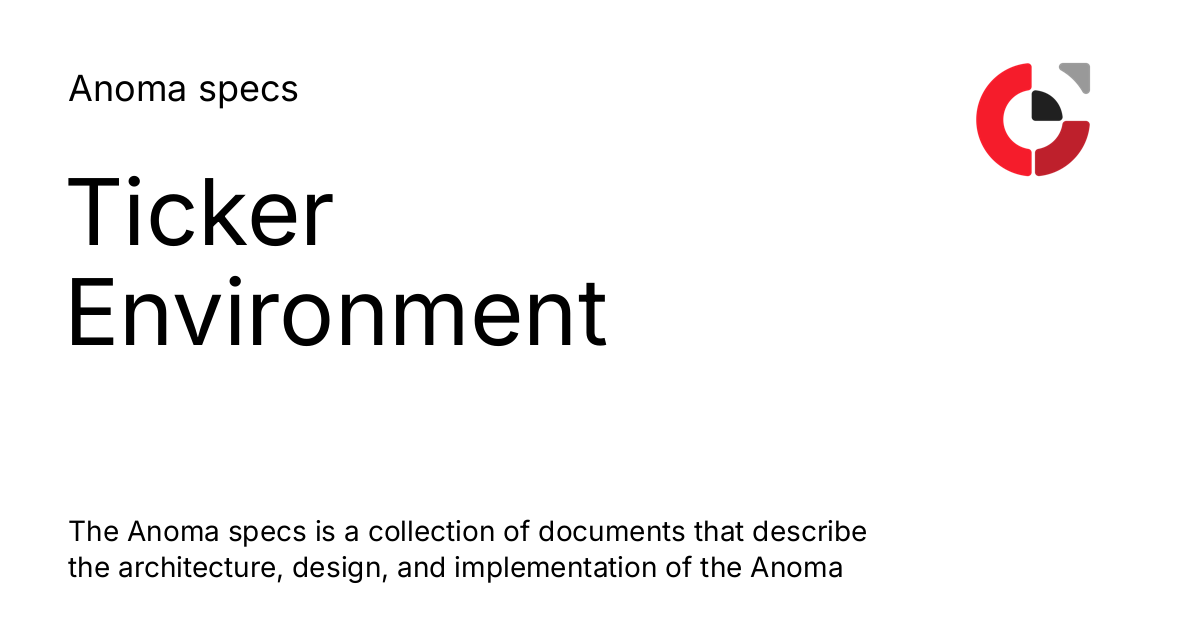 Anoma specs
Ticker
Environment
The Anoma specs is a collection of documents that describe
the architecture, design, and implementation of the Anoma